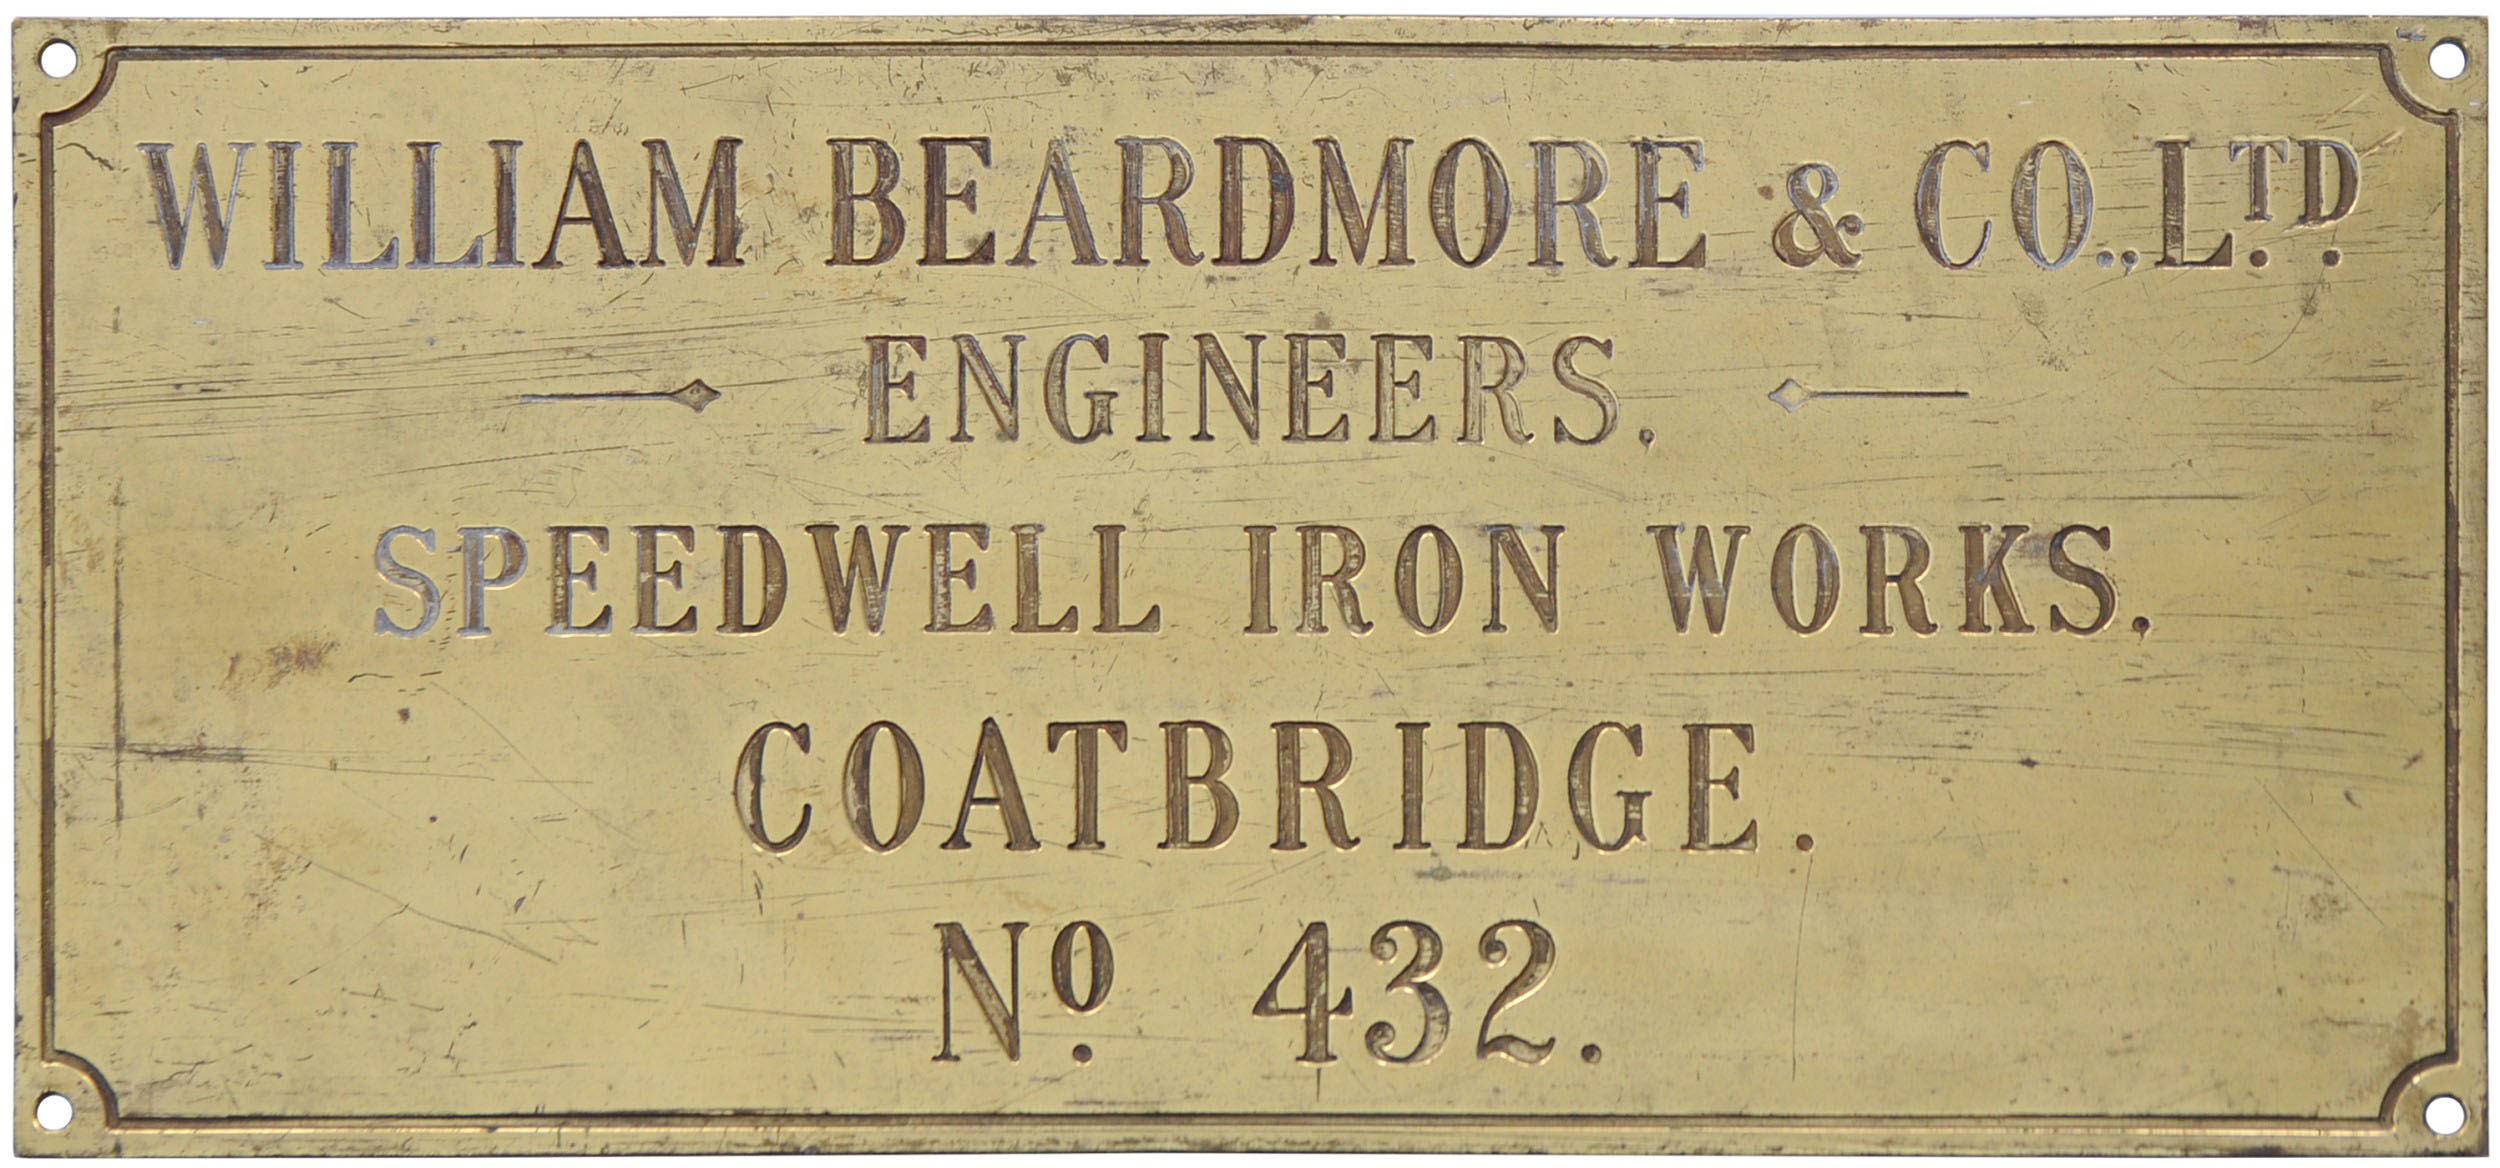 WILLIAM BEARDMORE & CO., LTD.
ENGINEERS.
SPEEDWELL IRON WORKS.
COATBRIDGE.
No. 432.